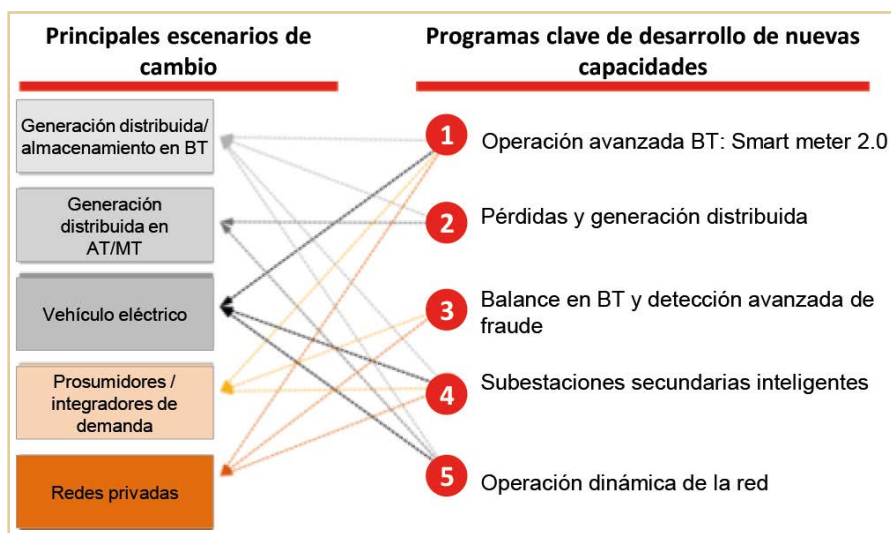 Principales escenarios de
cambio
Programas clave de desarrollo de nuevas
capacidades
Generación distribuida/
almacenamiento en BT
Generación
distribuida en
AT/MT
Vehículo eléctrico
Prosumidores /
integradores de
demanda
Redes privadas
1 Operación avanzada BT: Smart meter 2.0
2 Pérdidas y generación distribuida
3 Balance en BT y detección avanzada de
fraude
4 Subestaciones secundarias inteligentes
5 Operación dinámica de la red